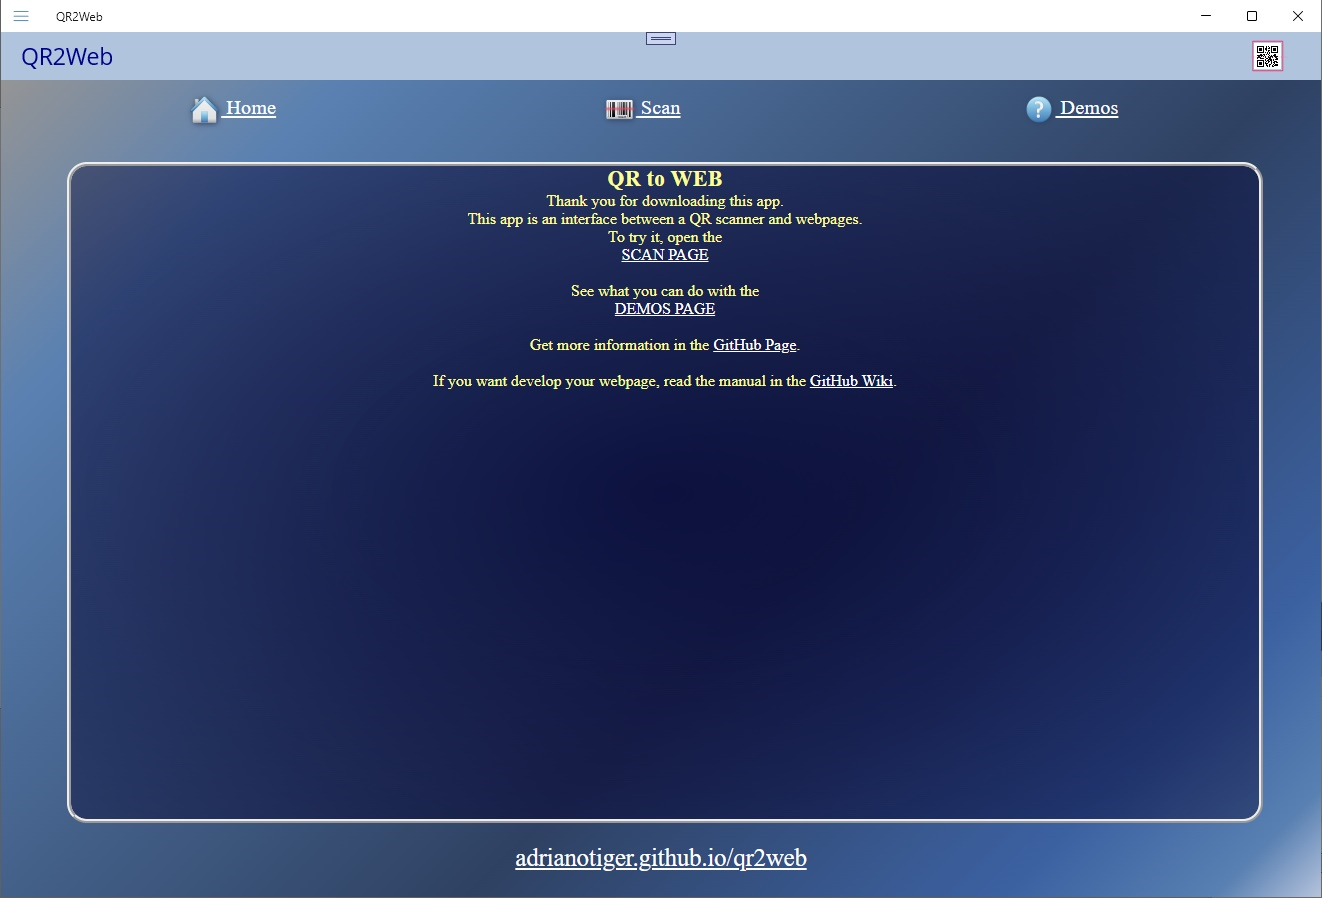 QR2Web
QR2Web
Home
Scan
Demos
QR to WEB
Thank you for downloading this app.
This app is an interface between a QR scanner and webpages.
To try it, open the
SCAN PAGE
See what you can do with the
DEMOS PAGE
Get more information in the GitHub Page.
If you want develop your webpage, read the manual in the GitHub Wiki.
adrianotiger.github.io/qr2web